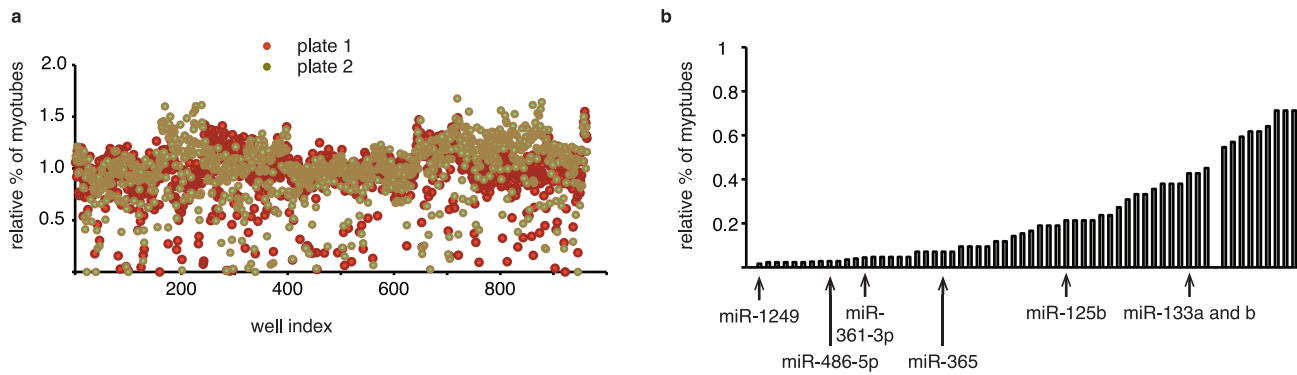 a
plate 1
plate 2
relative % of myotubes
2.0
1.5
1.0
0.5
200
400
600
800
well index
b
relative % of myptubes
1
0.8
0.6
0.4
0.2
miR-1249
miR-486-5p
miR-
361-3p
miR-365
miR-125b
miR-133a and b